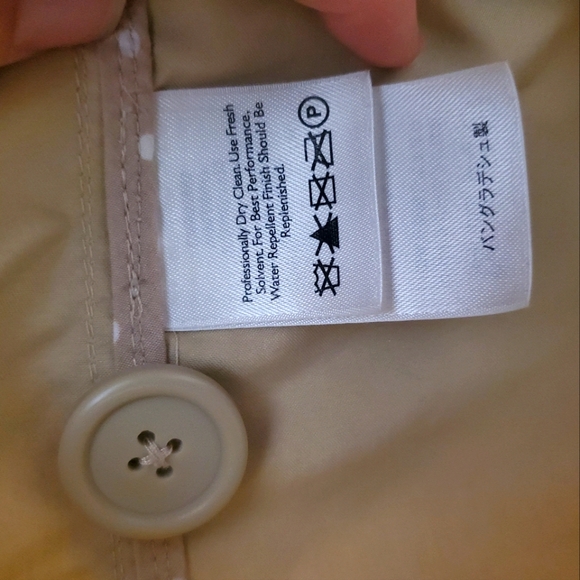 Professionally Dry Clean. Use Fresh
Solvent. For Best Performance,
Water Repellent Finish Should Be
Replenished.
P
バングラデシュ製